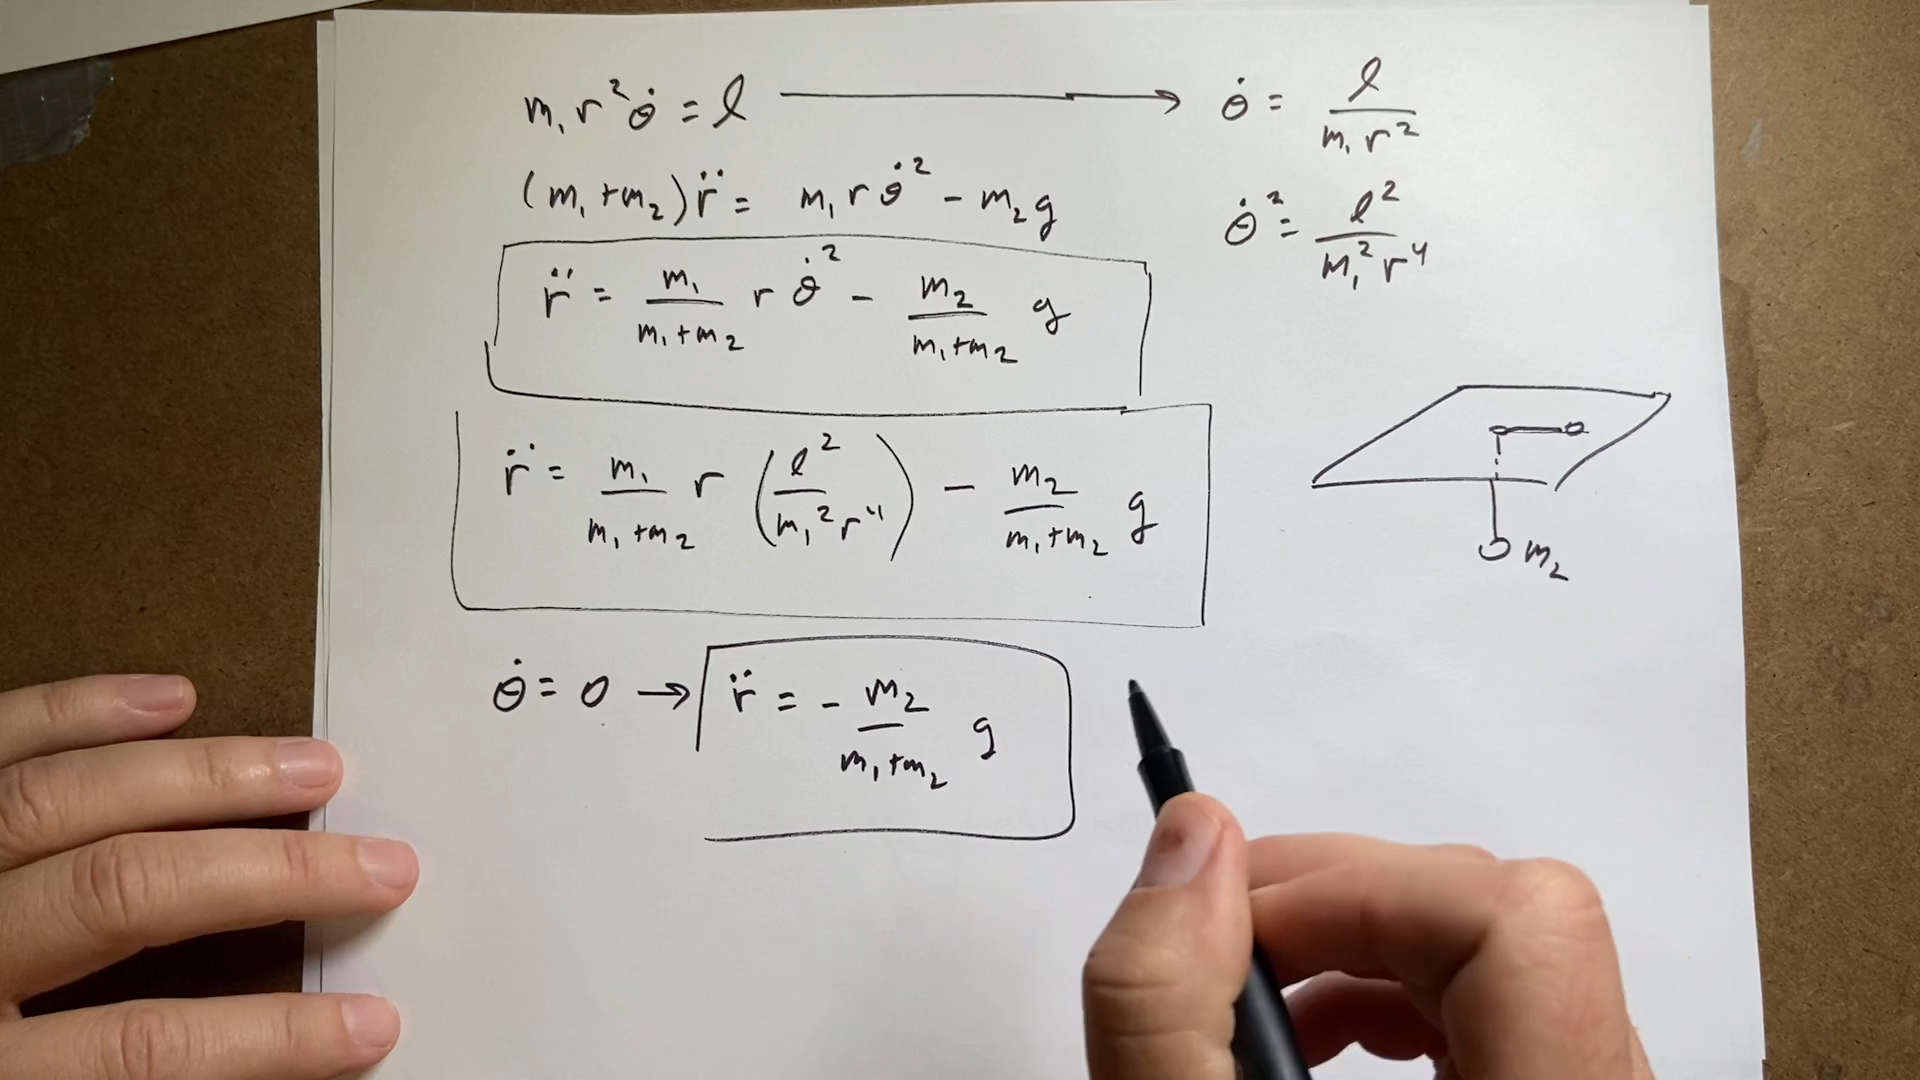 m₁r²θ̇ = ℓ ⟶ θ̇ = ℓ / (m₁r²)
(m₁+m₂)r̈ = m₁rθ̇² − m₂g
θ̇² = ℓ² / (m₁²r⁴)
r̈ = m₁/(m₁+m₂) r θ̇² − m₂/(m₁+m₂) g
r̈ = m₁/(m₁+m₂) r (ℓ²/(m₁²r⁴)) − m₂/(m₁+m₂) g
m₂
θ̇ = 0 → r̈ = − m₂/(m₁+m₂) g